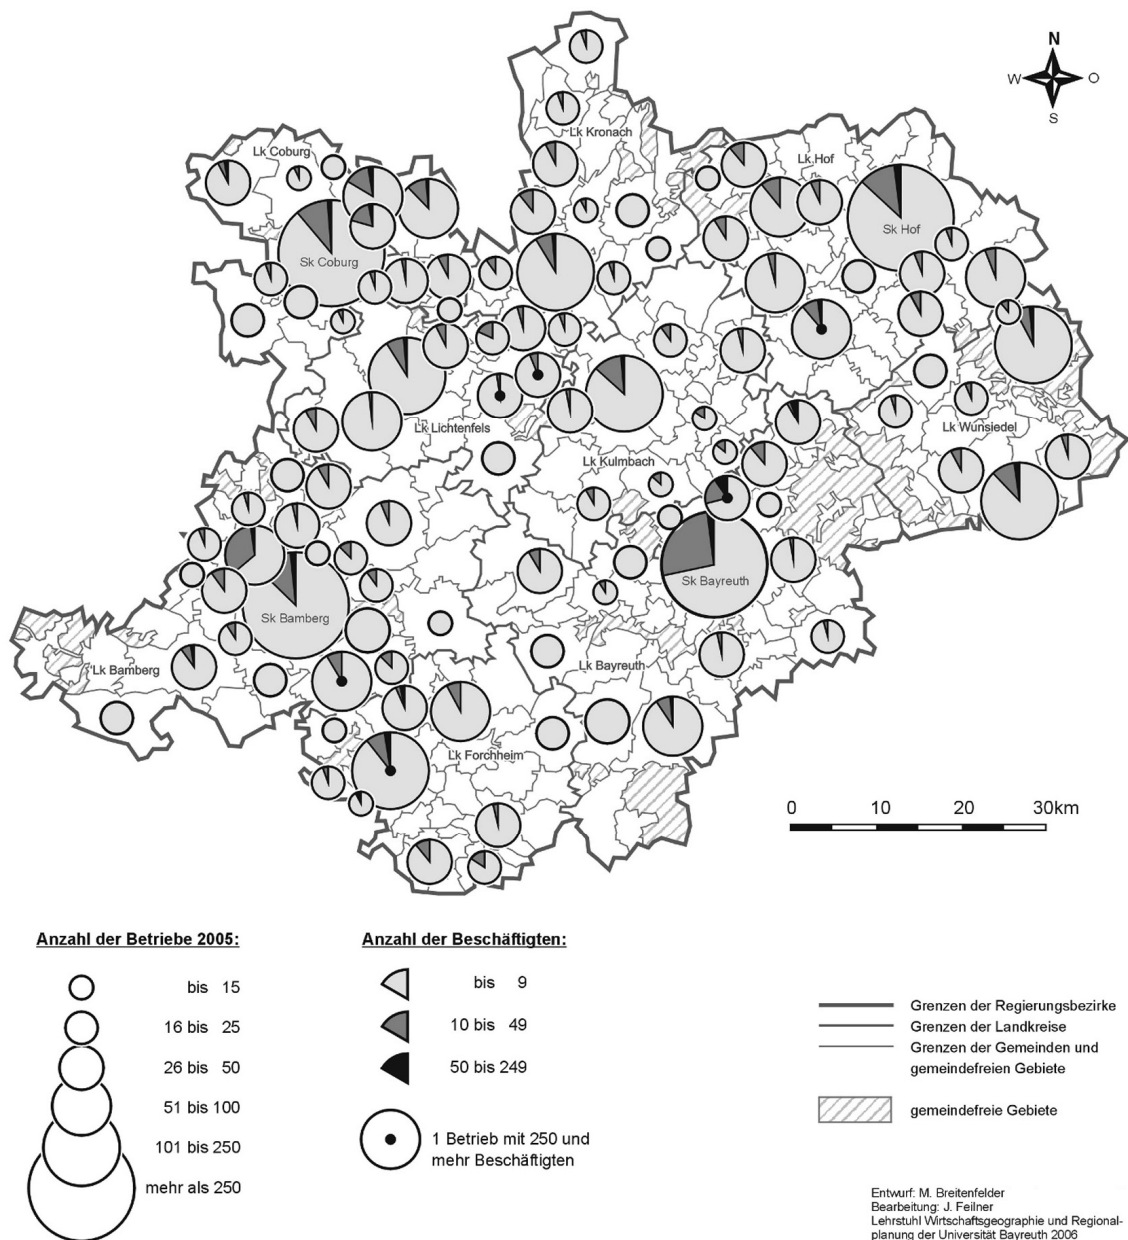 N
W O
S
Lk Kronach
Lk Coburg
Lk Hof
Sk Hof
Sk Coburg
Lk Lichtenfels
Lk Wunsiedel
Lk Kulmbach
Sk Bayreuth
Sk Bamberg
Lk Bamberg
Lk Bayreuth
Lk Forchheim
0 10 20 30km
Anzahl der Betriebe 2005:
bis 15
16 bis 25
26 bis 50
51 bis 100
101 bis 250
mehr als 250
Anzahl der Beschäftigten:
bis 9
10 bis 49
50 bis 249
1 Betrieb mit 250 und
mehr Beschäftigten
Grenzen der Regierungsbezirke
Grenzen der Landkreise
Grenzen der Gemeinden und
gemeindefreien Gebiete
gemeindefreie Gebiete
Entwurf: M. Breitenfelder
Bearbeitung: J. Feilner
Lehrstuhl Wirtschaftsgeographie und Regional-
planung der Universität Bayreuth 2006